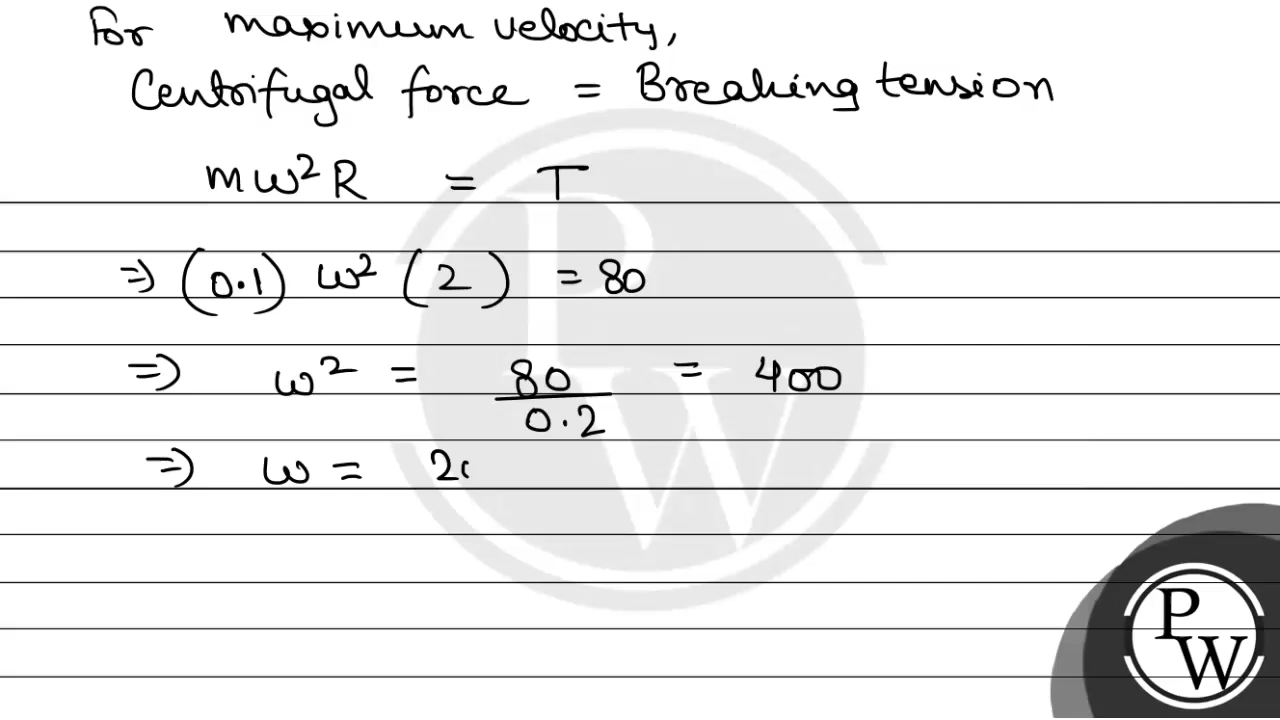 For maximum velocity,
Centrifugal force = Breaking tension
mω²R = T
⇒ (0.1) ω² (2) = 80
⇒ ω² = 80/0.2 = 400
⇒ ω = 2
PW
PW